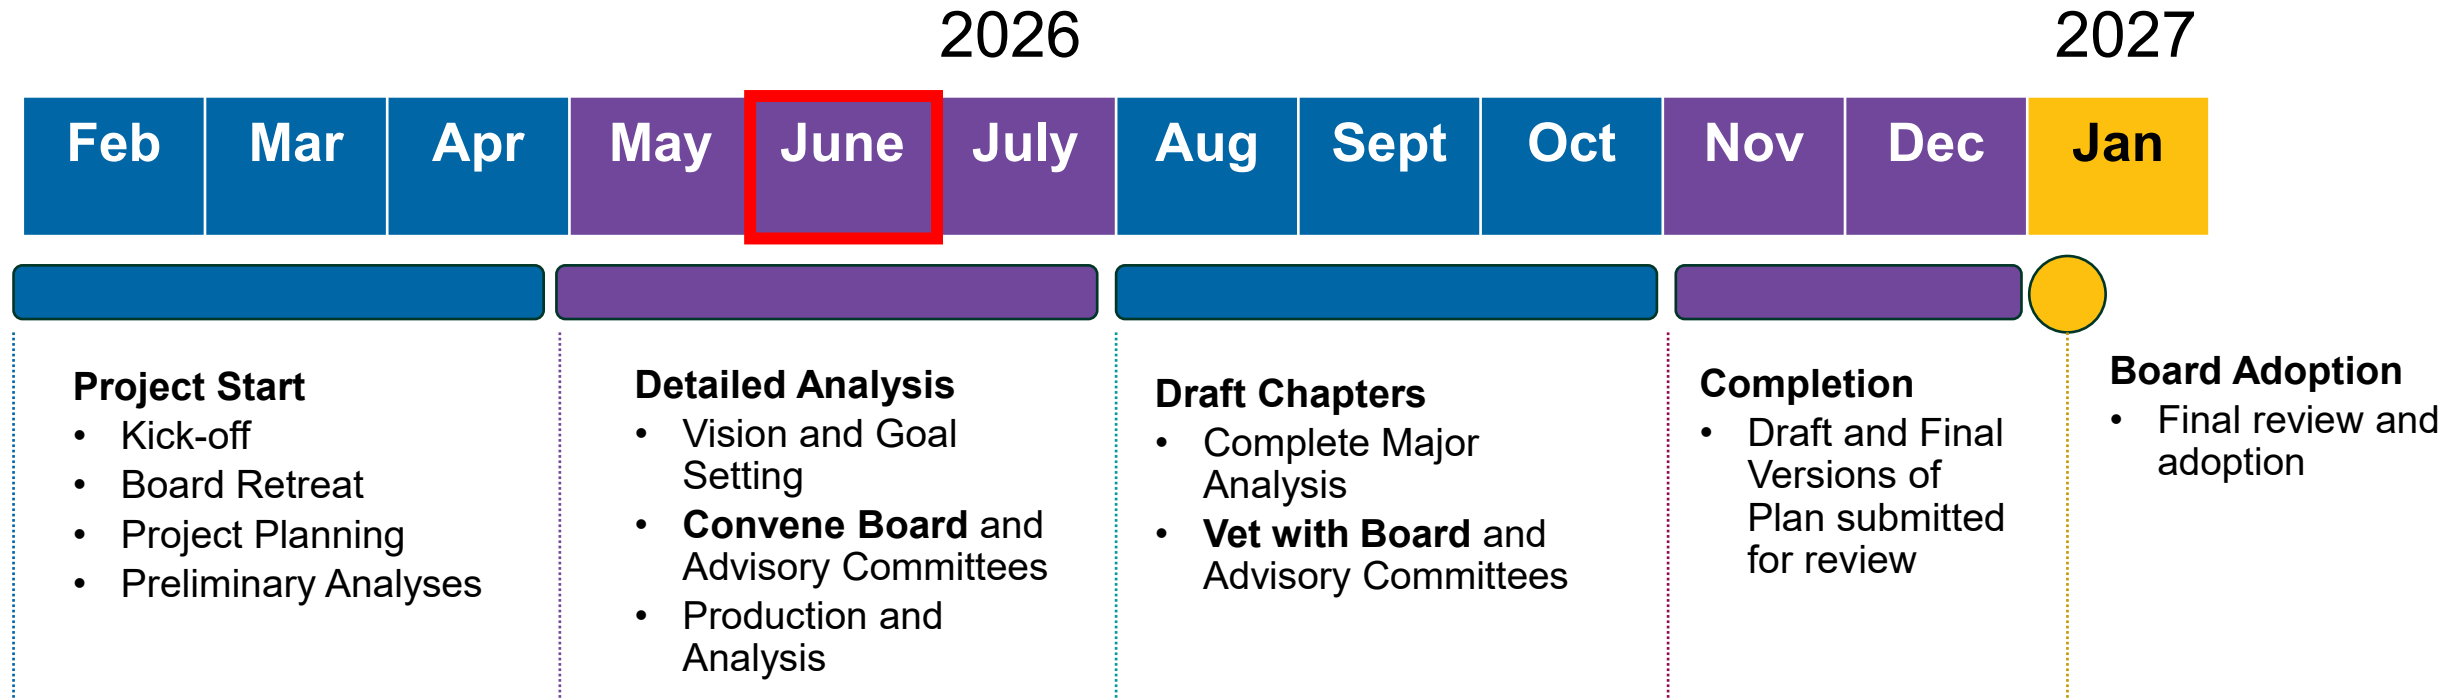 2026
2027
Feb
Mar
Apr
May
June
July
Aug
Sept
Oct
Nov
Dec
Jan
Project Start
• Kick-off
• Board Retreat
• Project Planning
• Preliminary Analyses
Detailed Analysis
• Vision and Goal
Setting
• Convene Board and
Advisory Committees
• Production and
Analysis
Draft Chapters
• Complete Major
Analysis
• Vet with Board and
Advisory Committees
Completion
• Draft and Final
Versions of
Plan submitted
for review
Board Adoption
• Final review and
adoption